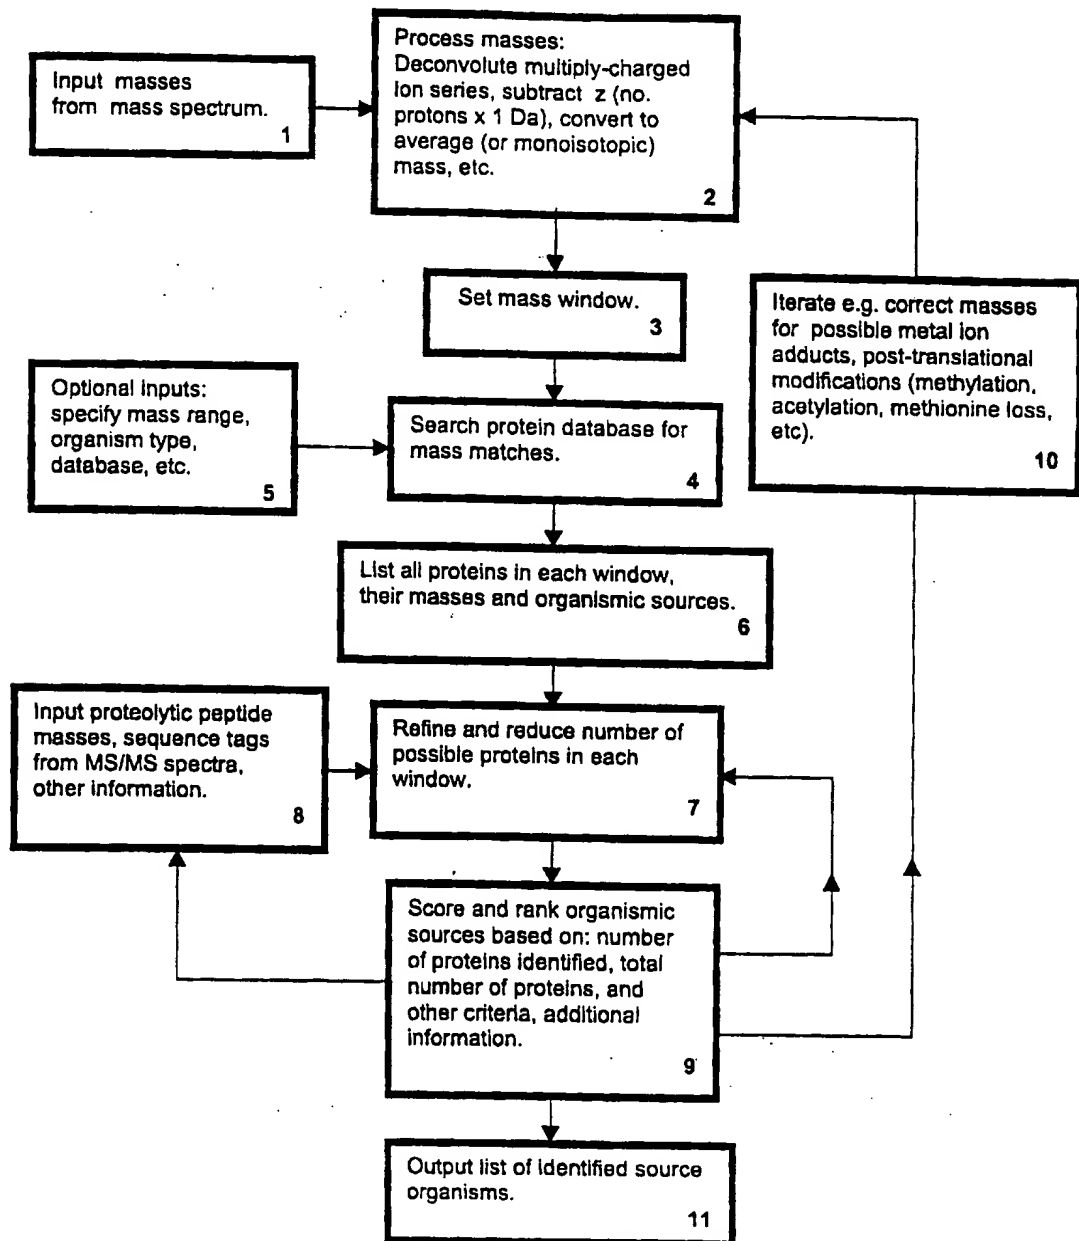 Input masses
from mass spectrum.
1
Process masses:
Deconvolute multiply-charged
Ion series, subtract z (no.
protons x 1 Da), convert to
average (or monoisotopic)
mass, etc.
2
Set mass window.
3
Optional Inputs:
specify mass range,
organism type,
database, etc.
5
Search protein database for
mass matches.
4
Iterate e.g. correct masses
for possible metal ion
adducts, post-translational
modifications (methylation,
acetylation, methionine loss,
etc).
10
List all proteins in each window,
their masses and organismic sources.
6
Input proteolytic peptide
masses, sequence tags
from MS/MS spectra,
other information.
8
Refine and reduce number of
possible proteins in each
window.
7
Score and rank organismic
sources based on: number
of proteins identified, total
number of proteins, and
other criteria, additional
information.
9
Output list of identified source
organisms.
11